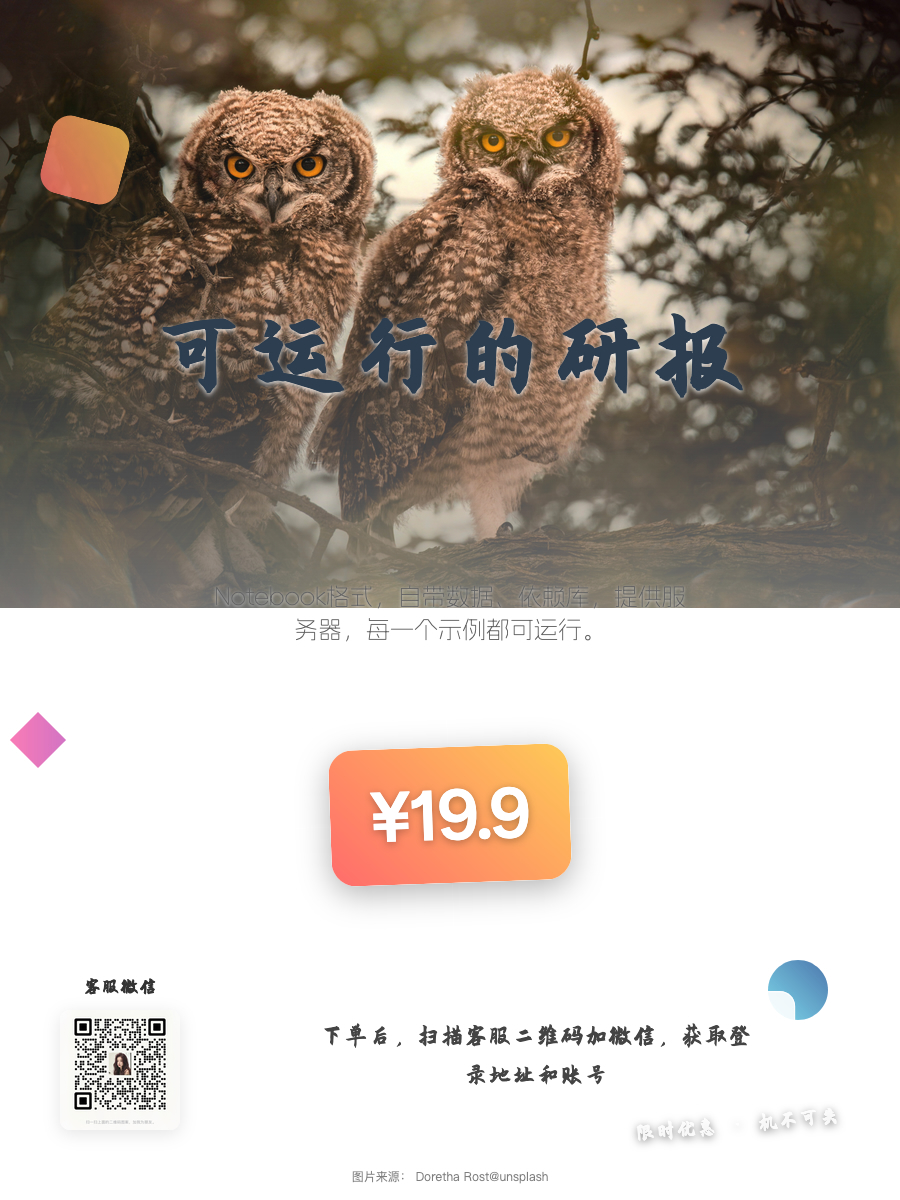 可运行的研报
Notebook格式，自带数据、依赖库，提供服
务器，每一个示例都可运行。
¥19.9
客服微信
下单后，扫描客服二维码加微信，获取登
录地址和账号
限时优惠 · 机不可失
图片来源： Doretha Rost@unsplash